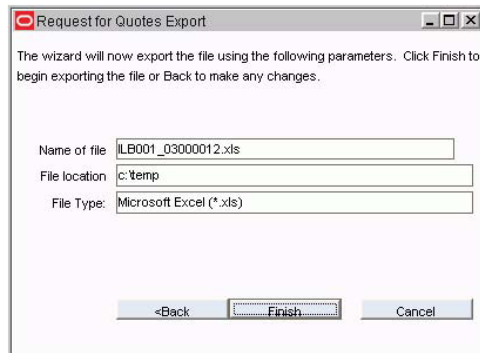 Request for Quotes Export
The wizard will now export the file using the following parameters. Click Finish to
begin exporting the file or Back to make any changes.
Name of file ILB001_03000012.xls
File location c:\temp
File Type: Microsoft Excel (*.xls)
<Back Finish Cancel